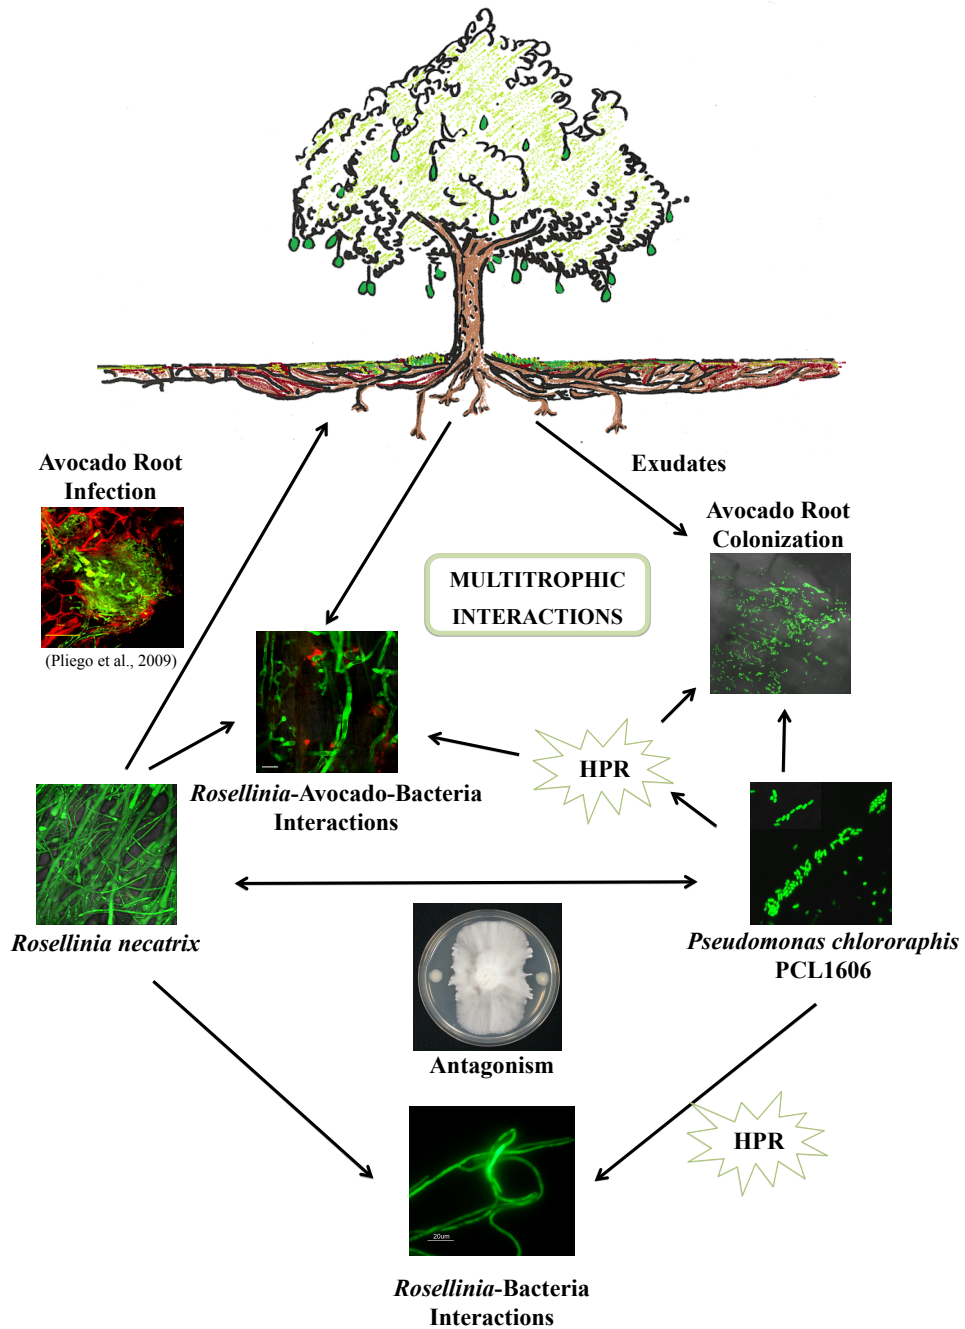 Exudates
Avocado Root
Infection
(Pliego et al., 2009)
Avocado Root
Colonization
MULTITROPHIC
INTERACTIONS
HPR
Rosellinia-Avocado-Bacteria
Interactions
Rosellinia necatrix
Pseudomonas chlororaphis
PCL1606
Antagonism
HPR
20um
Rosellinia-Bacteria
Interactions